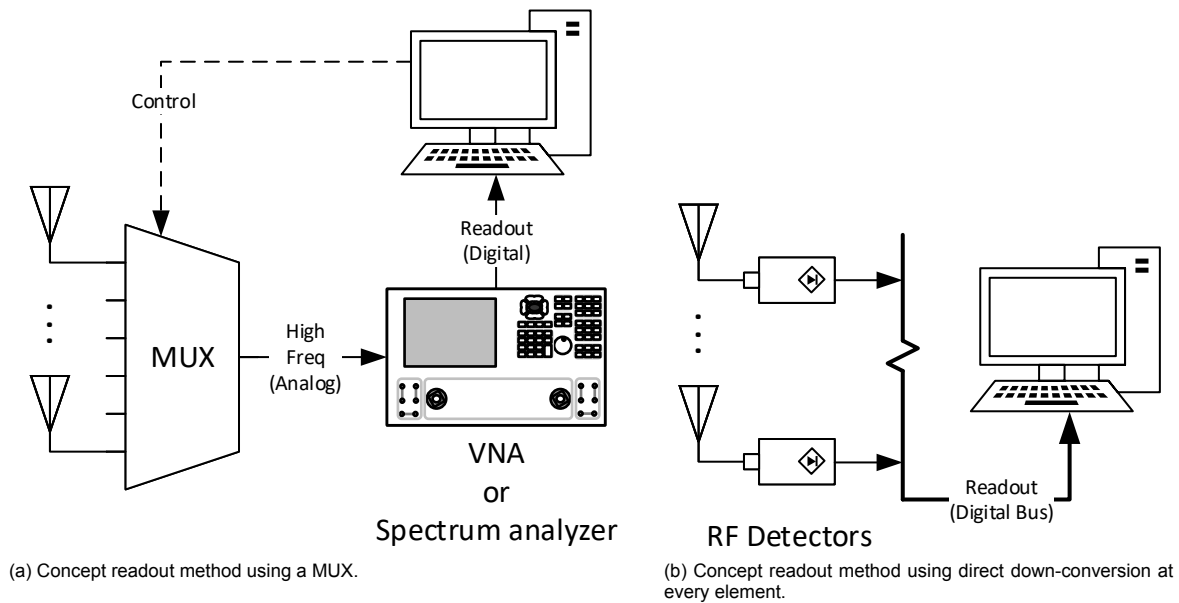 Control
Readout
(Digital)
MUX
High
Freq
(Analog)
VNA
or
Spectrum analyzer
(a) Concept readout method using a MUX.
Readout
(Digital Bus)
RF Detectors
(b) Concept readout method using direct down-conversion at
every element.